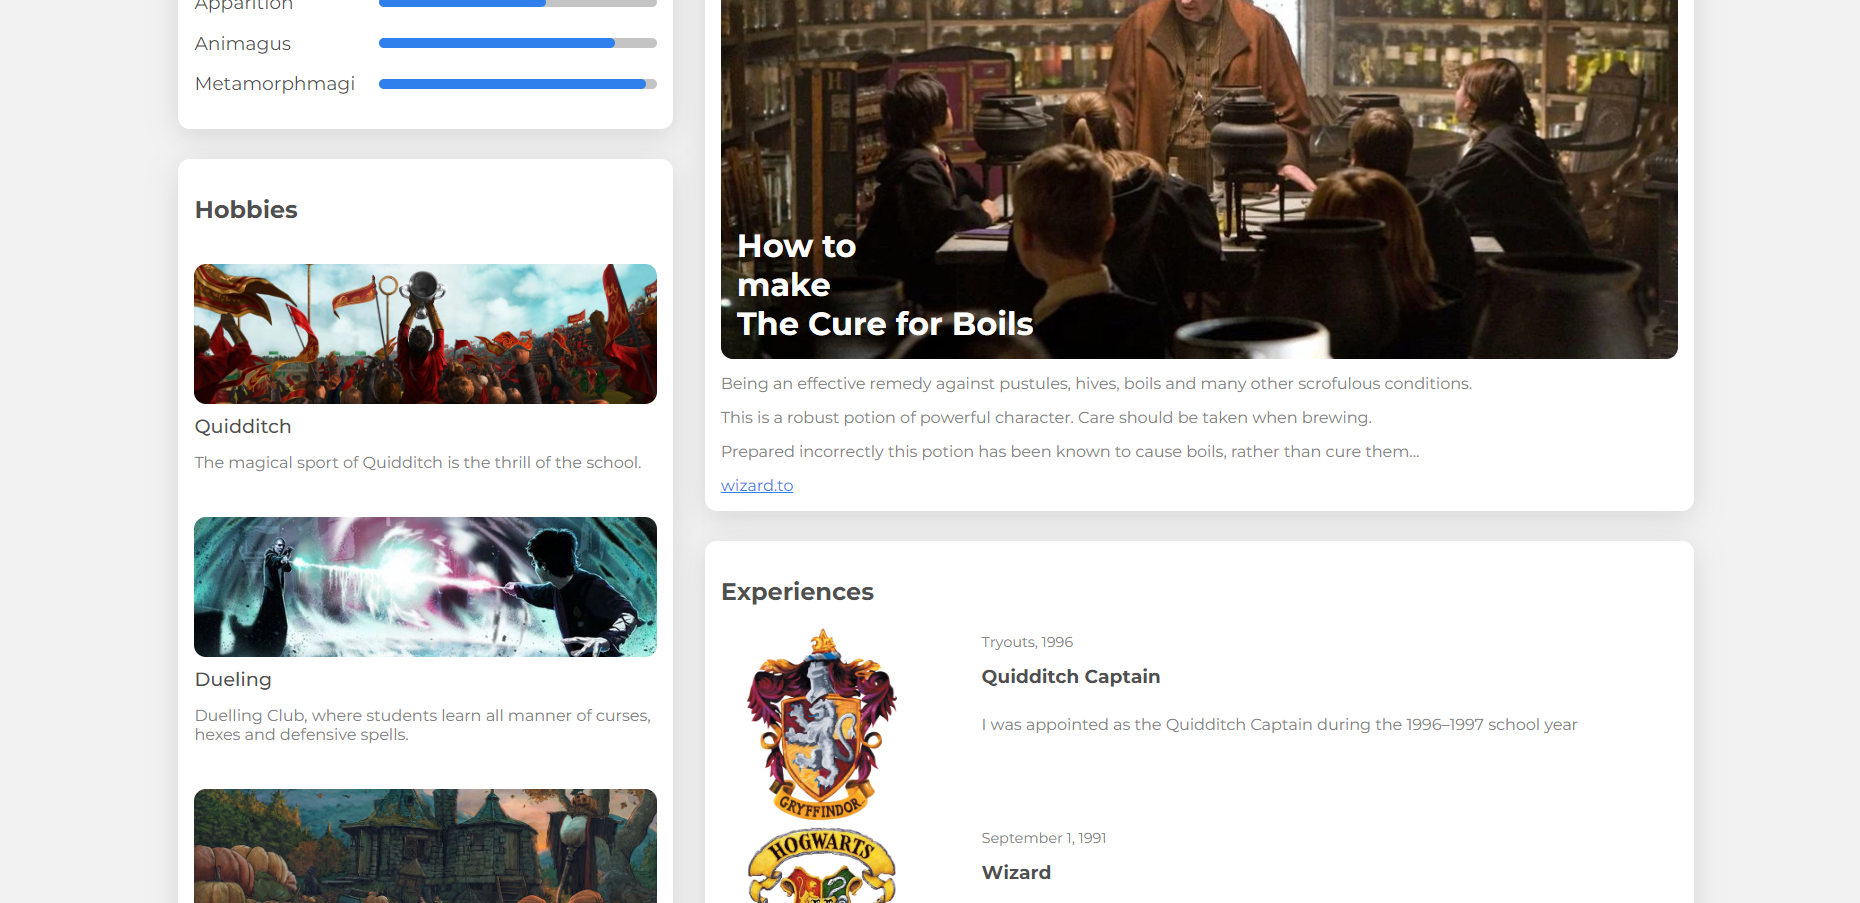 Apparition
Animagus
Metamorphmagi
Hobbies
Quidditch
The magical sport of Quidditch is the thrill of the school.
Dueling
Duelling Club, where students learn all manner of curses,
hexes and defensive spells.
How to
make
The Cure for Boils
Being an effective remedy against pustules, hives, boils and many other scrofulous conditions.
This is a robust potion of powerful character. Care should be taken when brewing.
Prepared incorrectly this potion has been known to cause boils, rather than cure them...
wizard.to
Experiences
GRYFFINDOR
Tryouts, 1996
Quidditch Captain
I was appointed as the Quidditch Captain during the 1996–1997 school year
HOGWARTS
September 1, 1991
Wizard